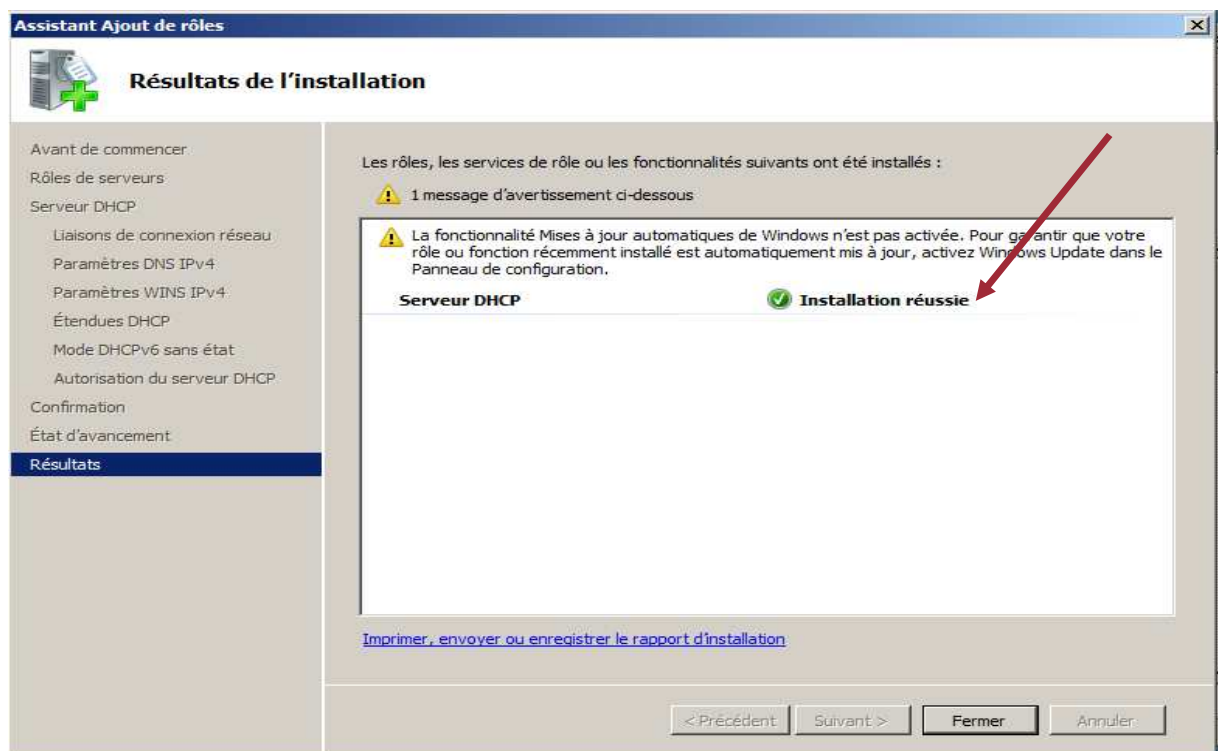 Assistant Ajout de rôles
Résultats de l'installation
Avant de commencer
Rôles de serveurs
Serveur DHCP
Liaisons de connexion réseau
Paramètres DNS IPv4
Paramètres WINS IPv4
Étendues DHCP
Mode DHCPv6 sans état
Autorisation du serveur DHCP
Confirmation
État d'avancement
Résultats
Les rôles, les services de rôle ou les fonctionnalités suivants ont été installés :
1 message d'avertissement ci-dessous
La fonctionnalité Mises à jour automatiques de Windows n'est pas activée. Pour garantir que votre
rôle ou fonction récemment installé est automatiquement mis à jour, activez Windows Update dans le
Panneau de configuration.
Serveur DHCP Installation réussie
Imprimer, envoyer ou enregistrer le rapport d'installation
< Précédent Suivant > Fermer Annuler